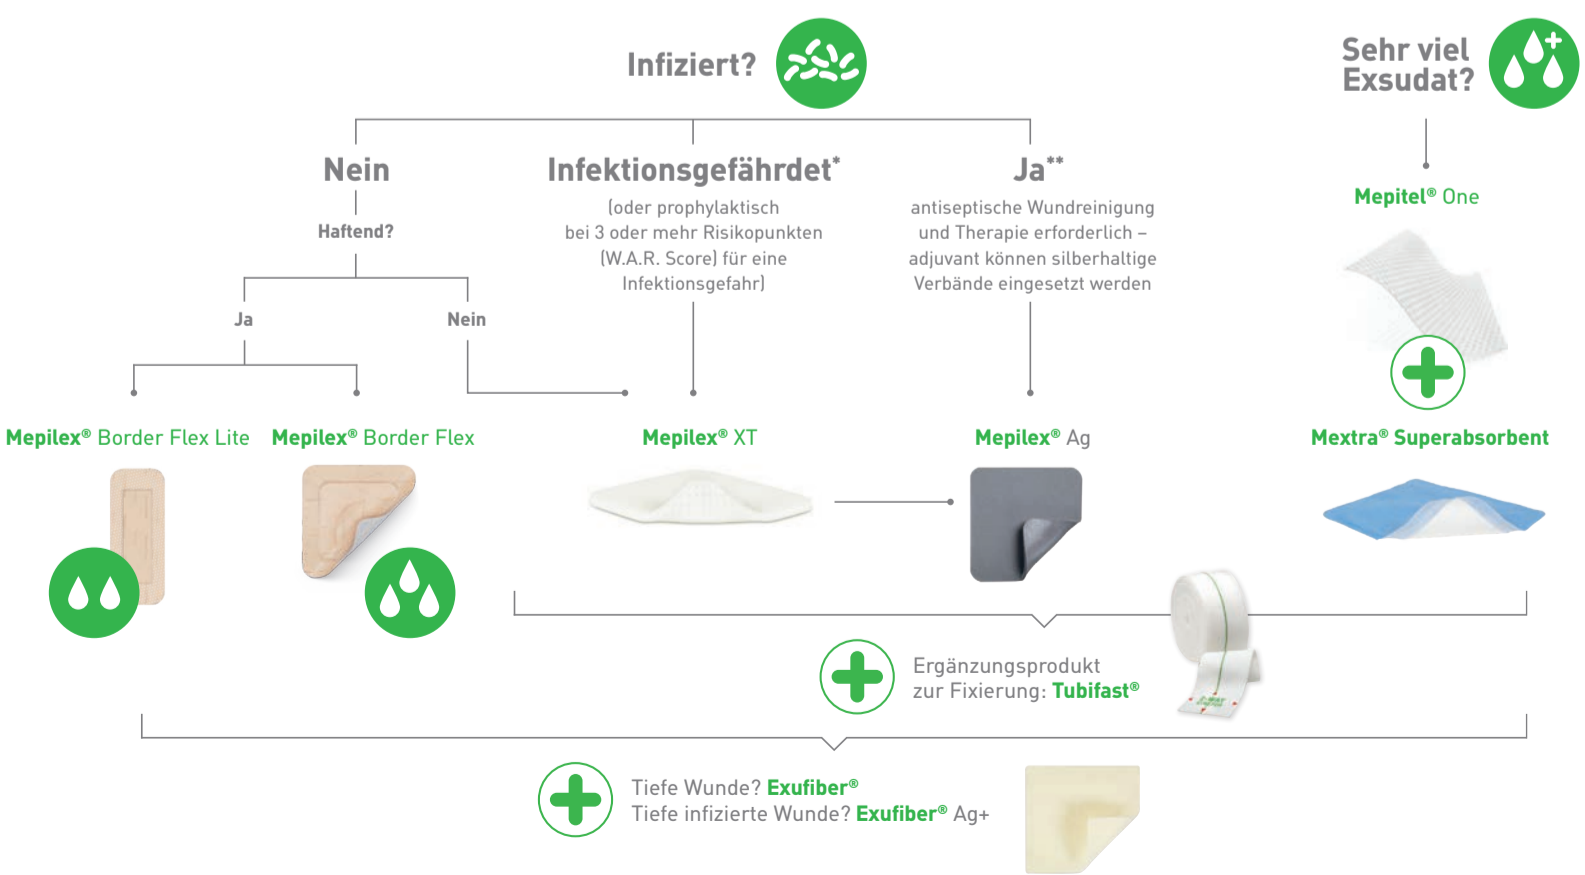 Infiziert?
Sehr viel
Exsudat?
Nein
Infektionsgefährdet*
Ja**
(oder prophylaktisch
bei 3 oder mehr Risikopunkten
(W.A.R. Score) für eine
Infektionsgefahr)
antiseptische Wundreinigung
und Therapie erforderlich –
adjuvant können silberhaltige
Verbände eingesetzt werden
Mepitel® One
Haftend?
Ja
Nein
Mepilex® Border Flex Lite
Mepilex® Border Flex
Mepilex® XT
Mepilex® Ag
Mextra® Superabsorbent
Ergänzungsprodukt
zur Fixierung: Tubifast®
2-WAY
Tiefe Wunde? Exufiber®
Tiefe infizierte Wunde? Exufiber® Ag+